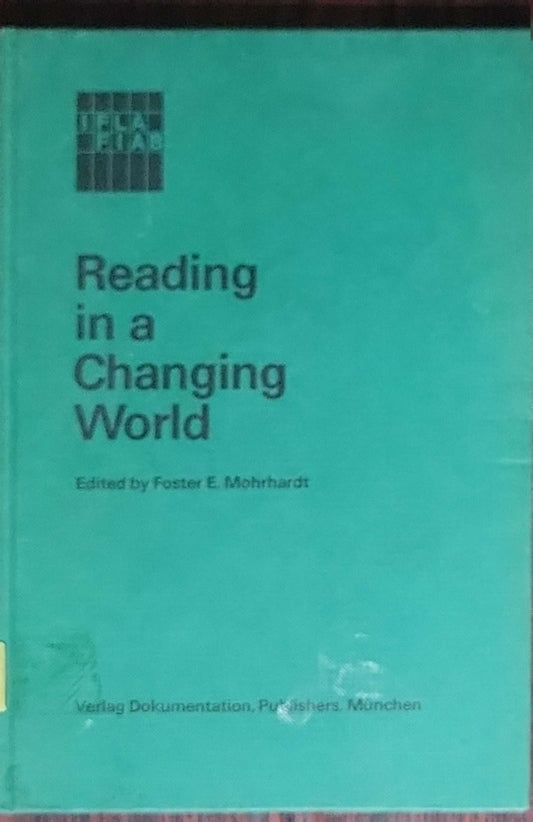 IFLA
FIAB
Reading
in a
Changing
World
Edited by Foster E. Mohrhardt
Verlag Dokumentation, Publishers, München